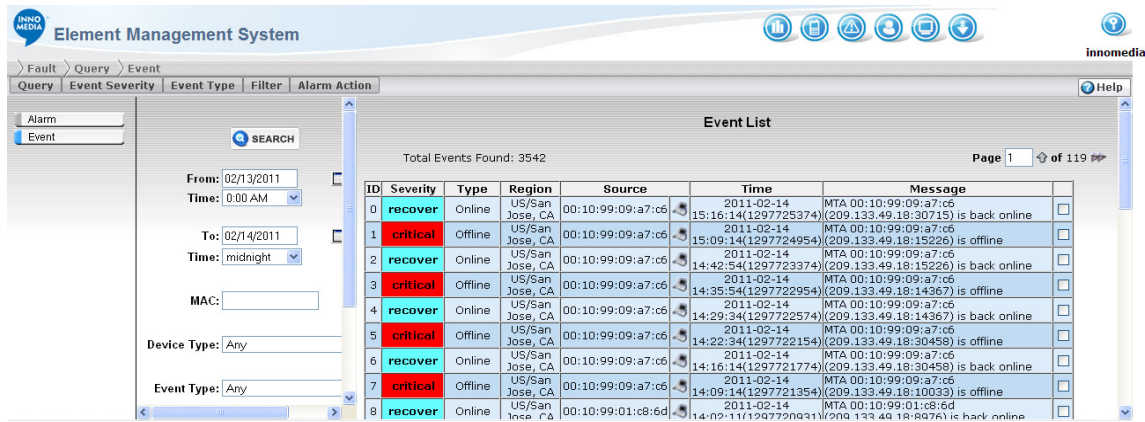 INNO
MEDIA
Element Management System
innomedia
Fault Query Event
Query Event Severity Event Type Filter Alarm Action
Help
Alarm
Event
SEARCH
From: 02/13/2011
Time: 0:00 AM
To: 02/14/2011
Time: midnight
MAC:
Device Type: Any
Event Type: Any
Event List
Total Events Found: 3542
Page 1 of 119
ID Severity Type Region Source Time Message
0 recover Online US/San Jose, CA 00:10:99:09:a7:c6 2011-02-14 15:16:14(1297725374) MTA 00:10:99:09:a7:c6 (209.133.49.18:30715) is back online
1 critical Offline US/San Jose, CA 00:10:99:09:a7:c6 2011-02-14 15:09:14(1297724954) MTA 00:10:99:09:a7:c6 (209.133.49.18:15226) is offline
2 recover Online US/San Jose, CA 00:10:99:09:a7:c6 2011-02-14 14:42:54(1297723374) MTA 00:10:99:09:a7:c6 (209.133.49.18:15226) is back online
3 critical Offline US/San Jose, CA 00:10:99:09:a7:c6 2011-02-14 14:35:54(1297722954) MTA 00:10:99:09:a7:c6 (209.133.49.18:14367) is offline
4 recover Online US/San Jose, CA 00:10:99:09:a7:c6 2011-02-14 14:29:34(1297722574) MTA 00:10:99:09:a7:c6 (209.133.49.18:14367) is back online
5 critical Offline US/San Jose, CA 00:10:99:09:a7:c6 2011-02-14 14:22:34(1297722154) MTA 00:10:99:09:a7:c6 (209.133.49.18:30458) is offline
6 recover Online US/San Jose, CA 00:10:99:09:a7:c6 2011-02-14 14:16:14(1297721774) MTA 00:10:99:09:a7:c6 (209.133.49.18:30458) is back online
7 critical Offline US/San Jose, CA 00:10:99:09:a7:c6 2011-02-14 14:09:14(1297721354) MTA 00:10:99:09:a7:c6 (209.133.49.18:10033) is offline
8 recover Online US/San Jose, CA 00:10:99:01:c8:6d 2011-02-14 14:02:11(1297720931) MTA 00:10:99:01:c8:6d (209.133.49.18:8976) is back online